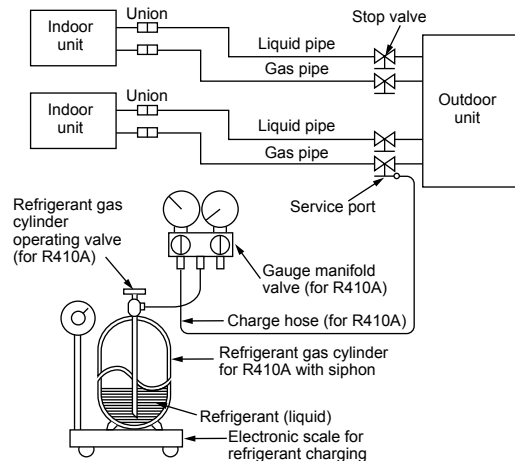 Indoor
unit
Union
Liquid pipe
Gas pipe
Stop valve
Indoor
unit
Union
Liquid pipe
Gas pipe
Outdoor
unit
Service port
Refrigerant gas
cylinder
operating valve
(for R410A)
Gauge manifold
valve (for R410A)
Charge hose (for R410A)
Refrigerant gas cylinder
for R410A with siphon
Refrigerant (liquid)
Electronic scale for
refrigerant charging